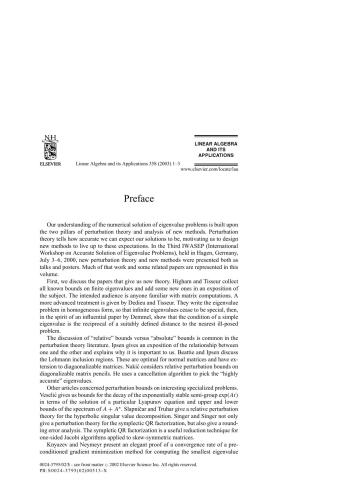 NH
ELSEVIER
LINEAR ALGEBRA
AND ITS
APPLICATIONS
Linear Algebra and its Applications 358 (2003) 1–3
www.elsevier.com/locate/laa
Preface
Our understanding of the numerical solution of eigenvalue problems is built upon
the two pillars of perturbation theory and analysis of new methods. Perturbation
theory tells how accurate we can expect our solutions to be, motivating us to design
new methods to live up to these expectations. In the Third IWASEP (International
Workshop on Accurate Solution of Eigenvalue Problems), held in Hagen, Germany,
July 3–6, 2000, new perturbation theory and new methods were presented both as
talks and posters. Much of that work and some related papers are represented in this
volume.
First, we discuss the papers that give us new theory. Higham and Tisseur collect
all known bounds on finite eigenvalues and add some new ones in an exposition of
the subject. The intended audience is anyone familiar with matrix computations. A
more advanced treatment is given by Dedieu and Tisseur. They write the eigenvalue
problem in homogeneous form, so that infinite eigenvalues cease to be special, then,
in the spirit of an influential paper by Demmel, show that the condition of a simple
eigenvalue is the reciprocal of a suitably defined distance to the nearest ill-posed
problem.
The discussion of "relative" bounds versus "absolute" bounds is common in the
perturbation theory literature. Ipsen gives an exposition of the relationship between
one and the other and explains why it is important to us. Beattie and Ipsen discuss
the Lehmann inclusion regions. These are optimal for normal matrices and have ex-
tension to diagonalizable matrices. Nakić considers relative perturbation bounds on
diagonalizable matrix pencils. He uses a cancellation algorithm to pick the "highly
accurate" eigenvalues.
Other articles concerned perturbation bounds on interesting specialized problems.
Veselić gives us bounds for the decay of the exponentially stable semi-group exp(At)
in terms of the solution of a particular Lyapunov equation and upper and lower
bounds of the spectrum of A + A*. Slapničar and Truhar give a relative perturbation
theory for the hyperbolic singular value decomposition. Singer and Singer not only
give a perturbation theory for the symplectic QR factorization, but also give a round-
ing error analysis. The symplectic QR factorization is a useful reduction technique for
one-sided Jacobi algorithms applied to skew-symmetric matrices.
Knyazev and Neymeyr present an elegant proof of a convergence rate of a pre-
conditioned gradient minimization method for computing the smallest eigenvalue
0024-3795/02/$ - see front matter © 2002 Elsevier Science Inc. All rights reserved.
PII: S0024-3795(02)00513-X